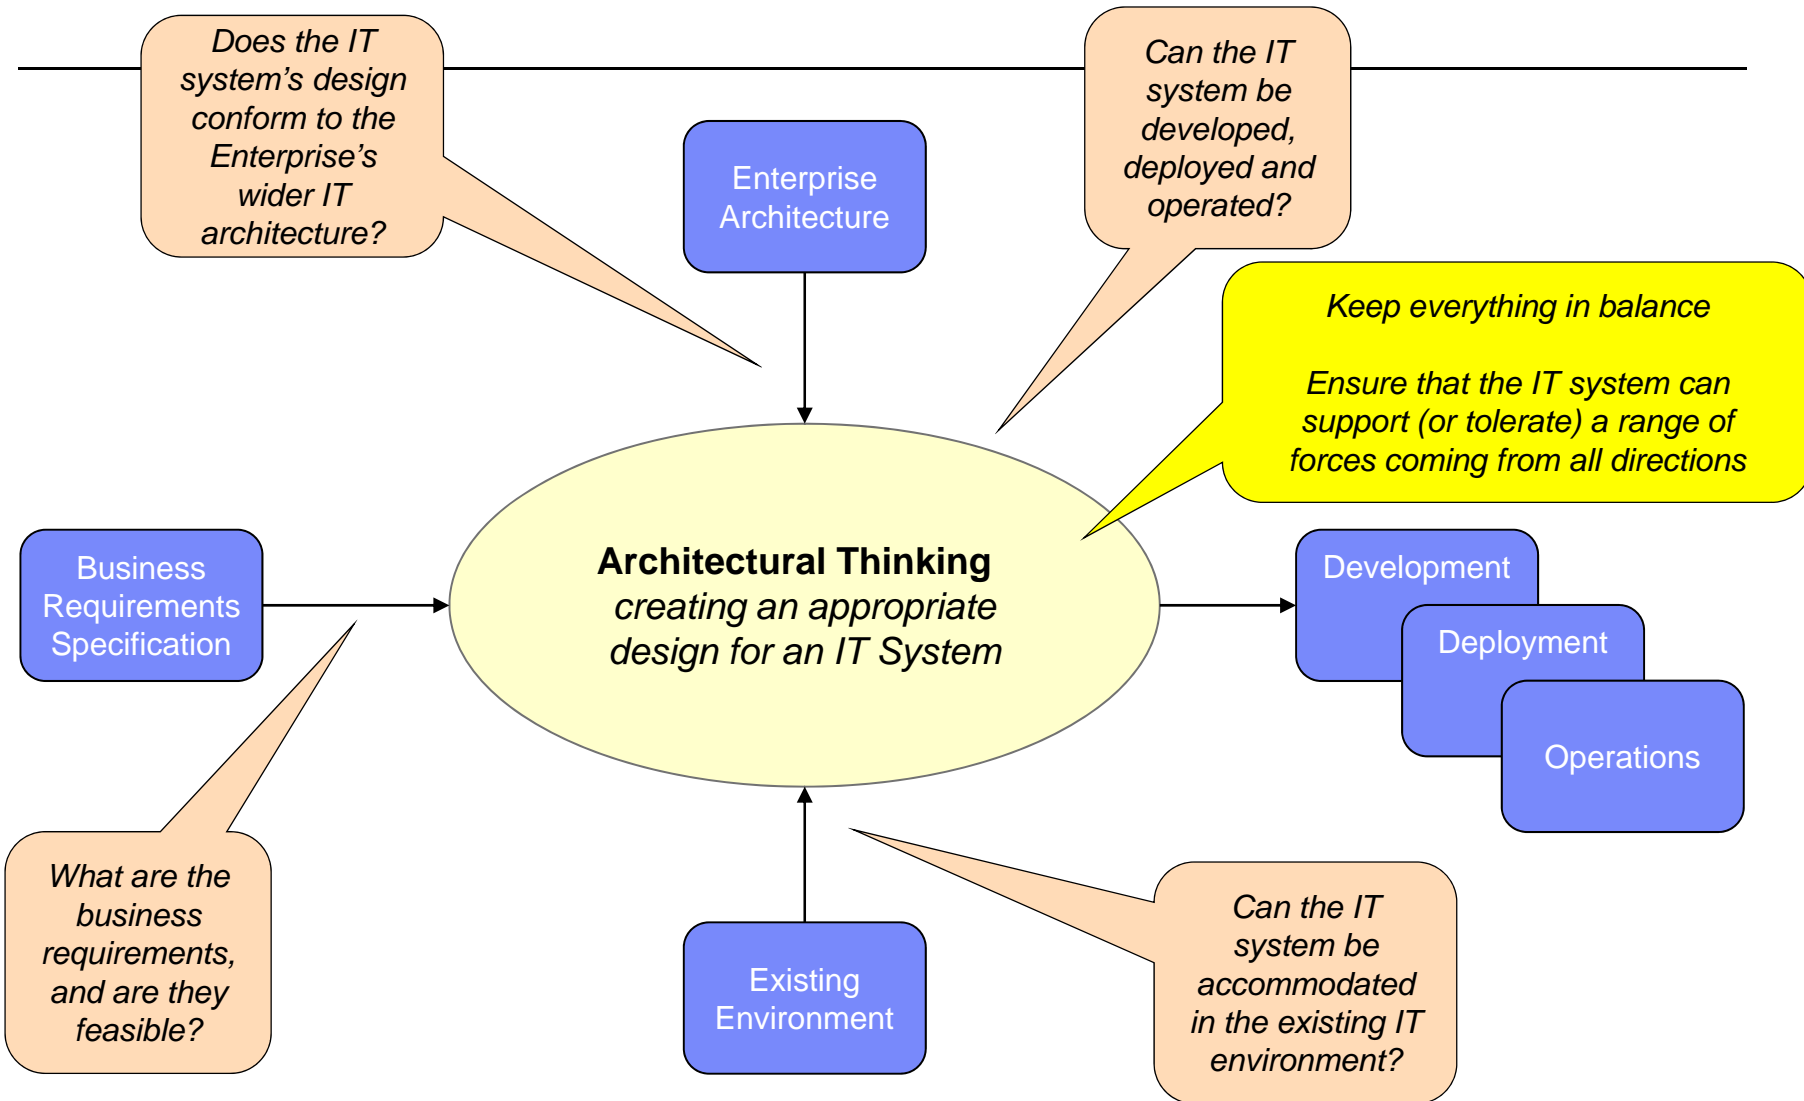 Does the IT
system’s design
conform to the
Enterprise’s
wider IT
architecture?
Enterprise
Architecture
Can the IT
system be
developed,
deployed and
operated?
Keep everything in balance
Ensure that the IT system can
support (or tolerate) a range of
forces coming from all directions
Business
Requirements
Specification
Architectural Thinking
creating an appropriate
design for an IT System
Development
Deployment
Operations
What are the
business
requirements,
and are they
feasible?
Existing
Environment
Can the IT
system be
accommodated
in the existing IT
environment?